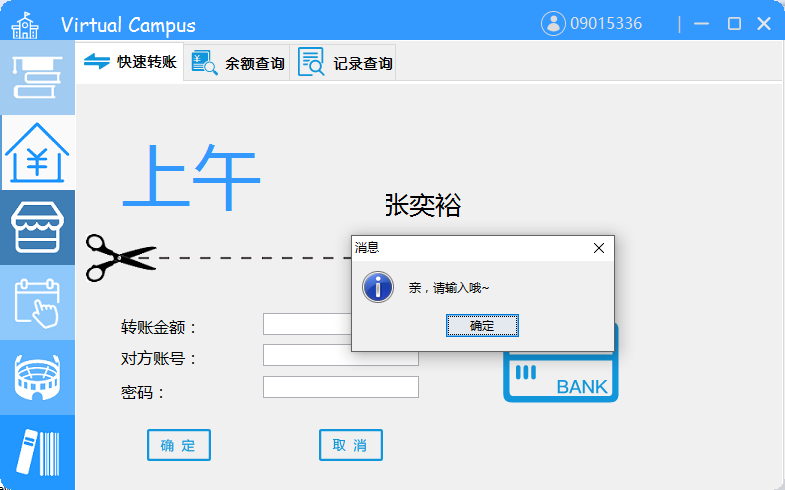 Virtual Campus
09015336
快速转账
余额查询
记录查询
上午
张奕裕
消息
亲，请输入哦~
确定
转账金额：
对方账号：
密码：
BANK
确 定
取 消